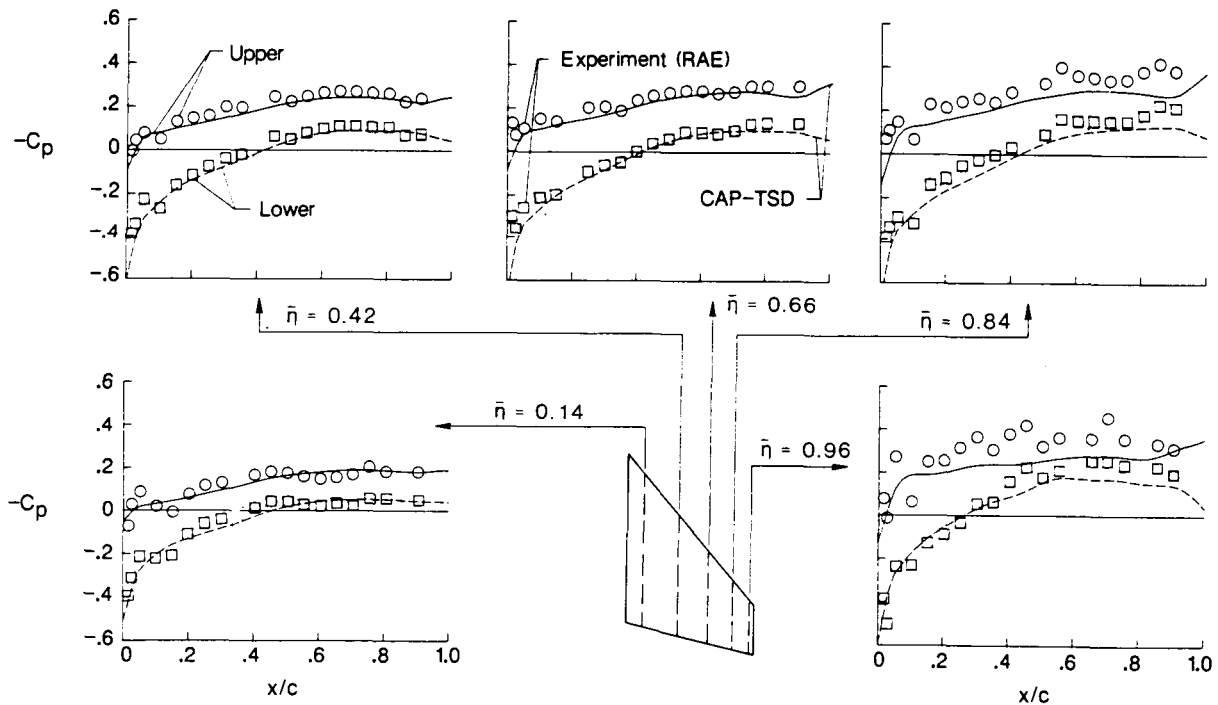 .6
.4
.2
-Cp
0
-.2
-.4
-.6
Upper
Lower
Experiment (RAE)
CAP-TSD
η̄ = 0.42
η̄ = 0.66
η̄ = 0.84
η̄ = 0.14
η̄ = 0.96
.6
.4
.2
-Cp
0
-.2
-.4
-.6
0 .2 .4 .6 .8 1.0
x/c
0 .2 .4 .6 .8 1.0
x/c